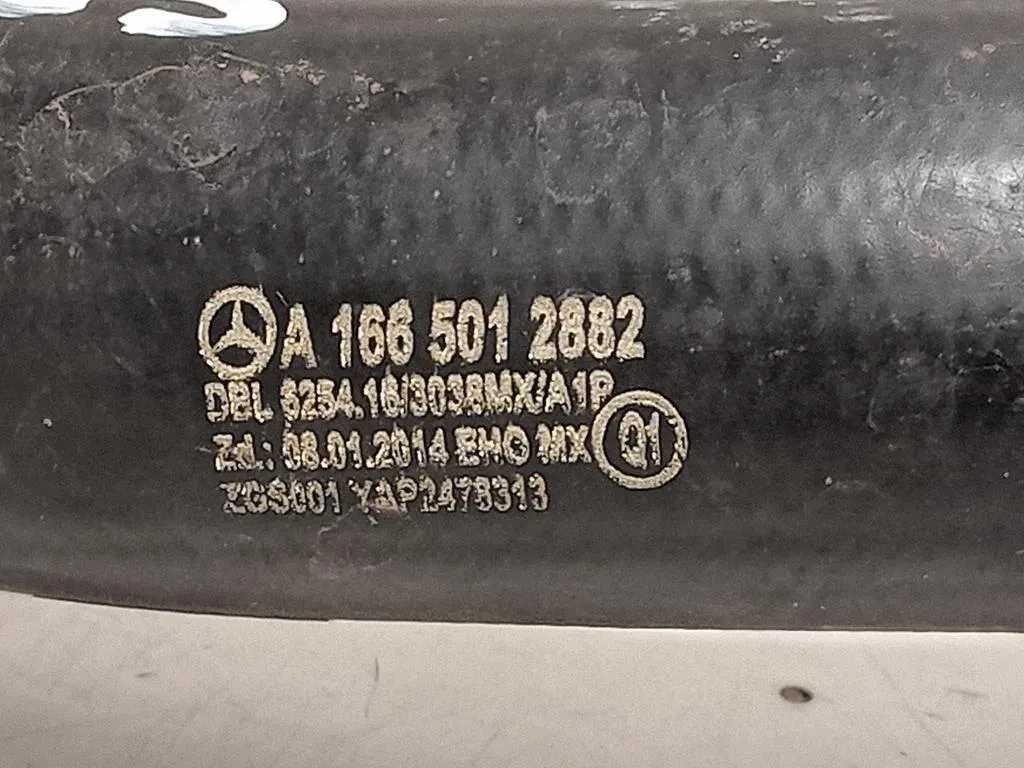 A 166 501 2882
DBL 6254.16/3038MX/A1P
Zd.: 08.01.2014 EHO MX Q1
ZGS001 YAP2478313